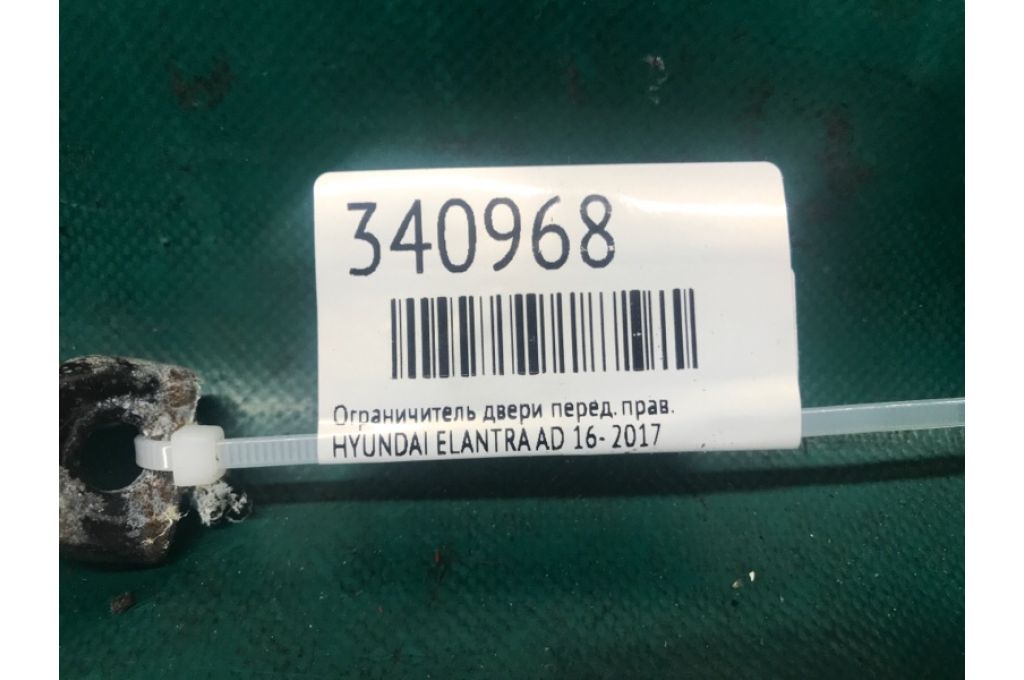 340968
Ограничитель двери перед. прав.
HYUNDAI ELANTRA AD 16- 2017